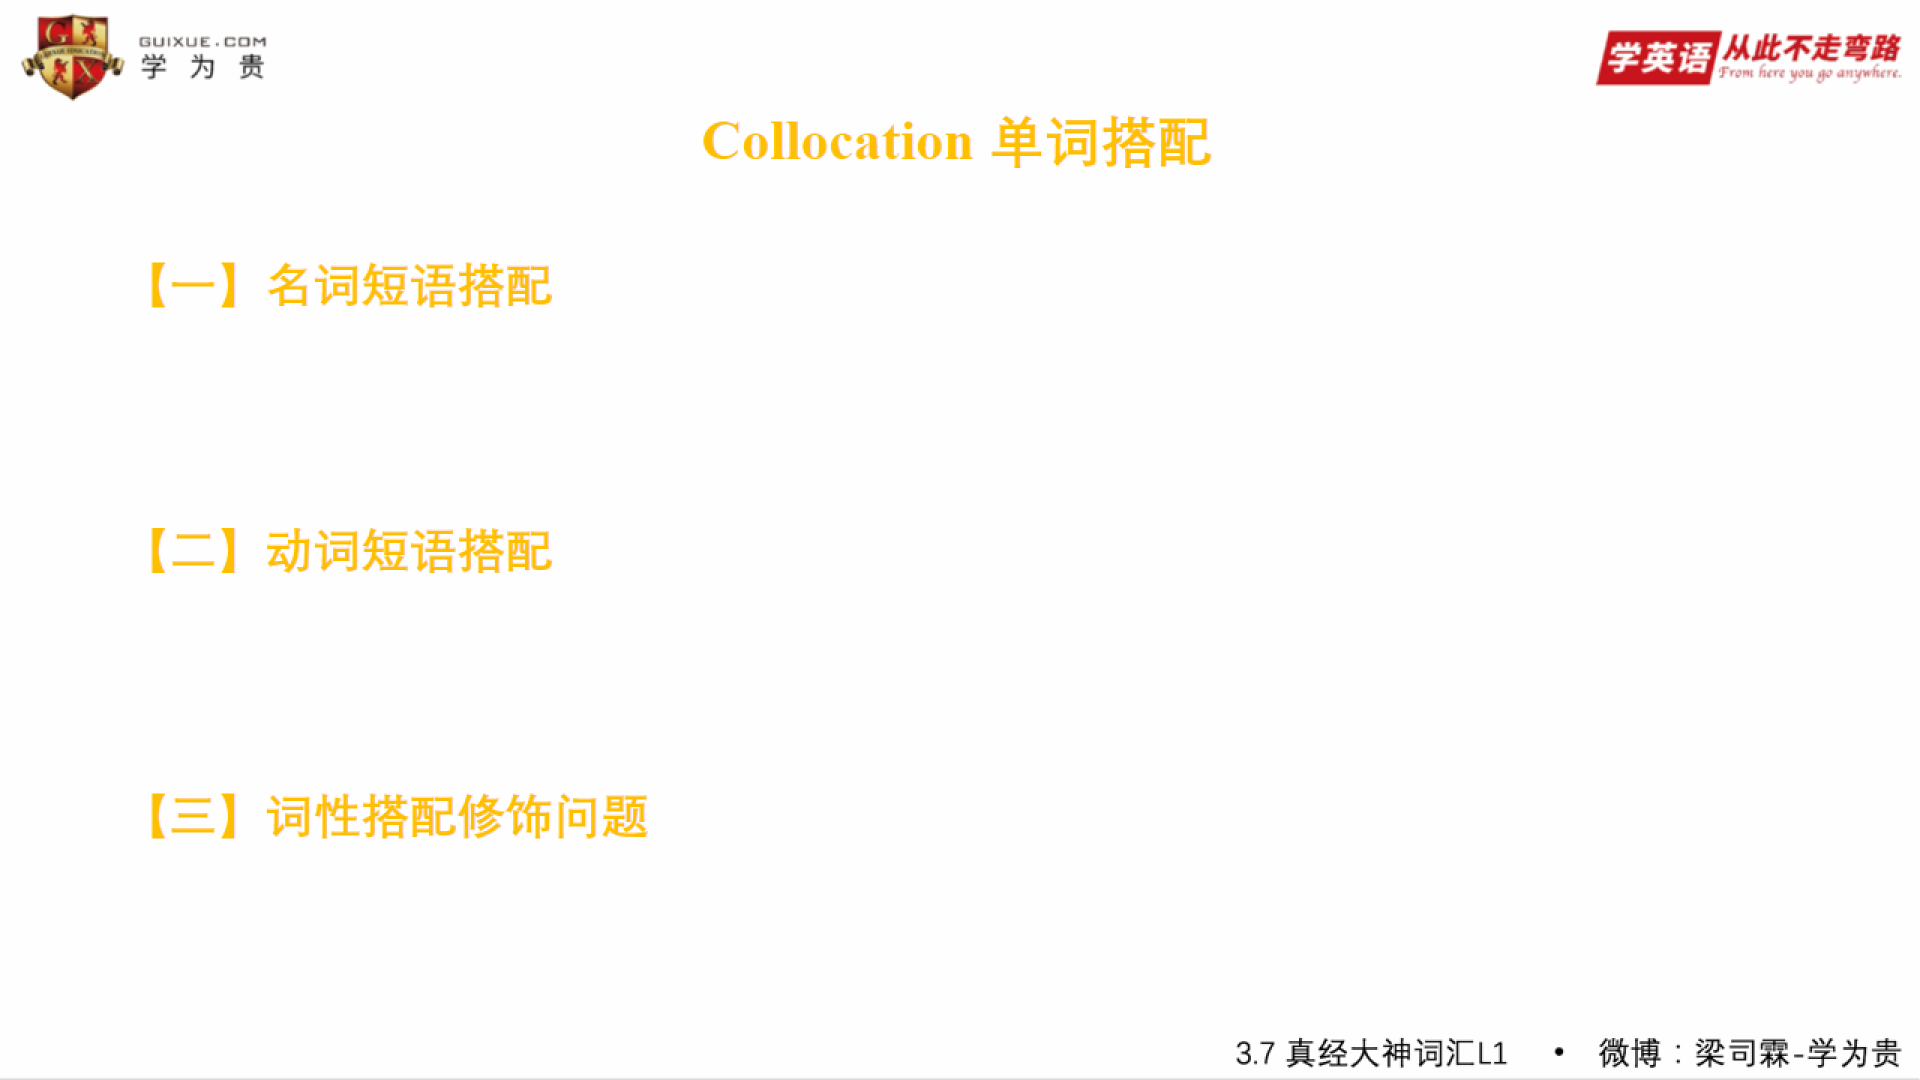 GUIXUE.COM
学为贵
学英语 从此不走弯路
From here you go anywhere.
Collocation 单词搭配
【一】名词短语搭配
【二】动词短语搭配
【三】词性搭配修饰问题
3.7 真经大神词汇L1 • 微博：梁司霖-学为贵